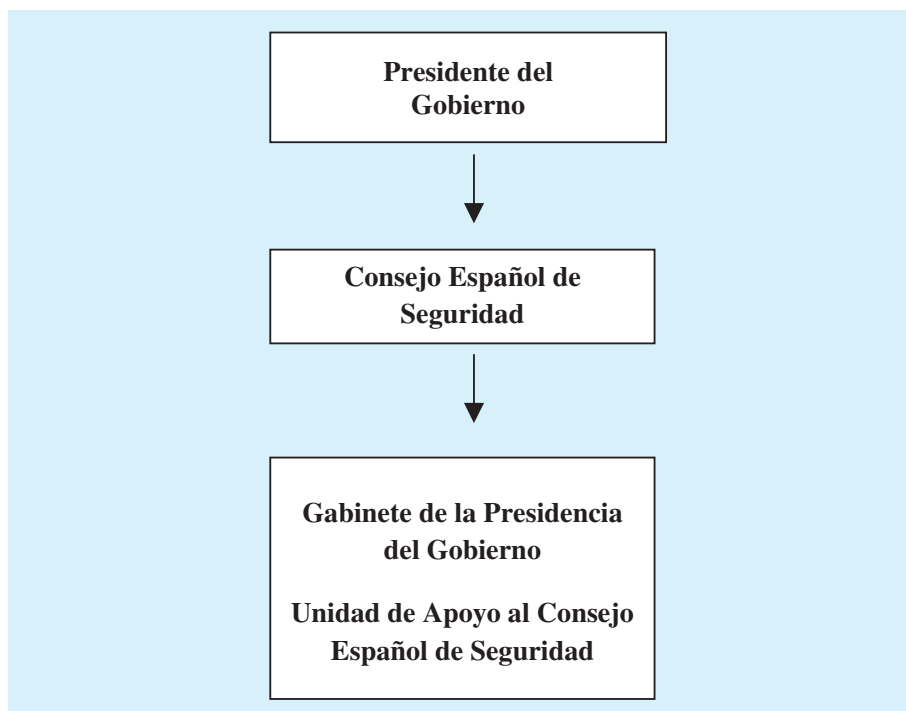 Presidente del
Gobierno
Consejo Español de
Seguridad
Gabinete de la Presidencia
del Gobierno
Unidad de Apoyo al Consejo
Español de Seguridad